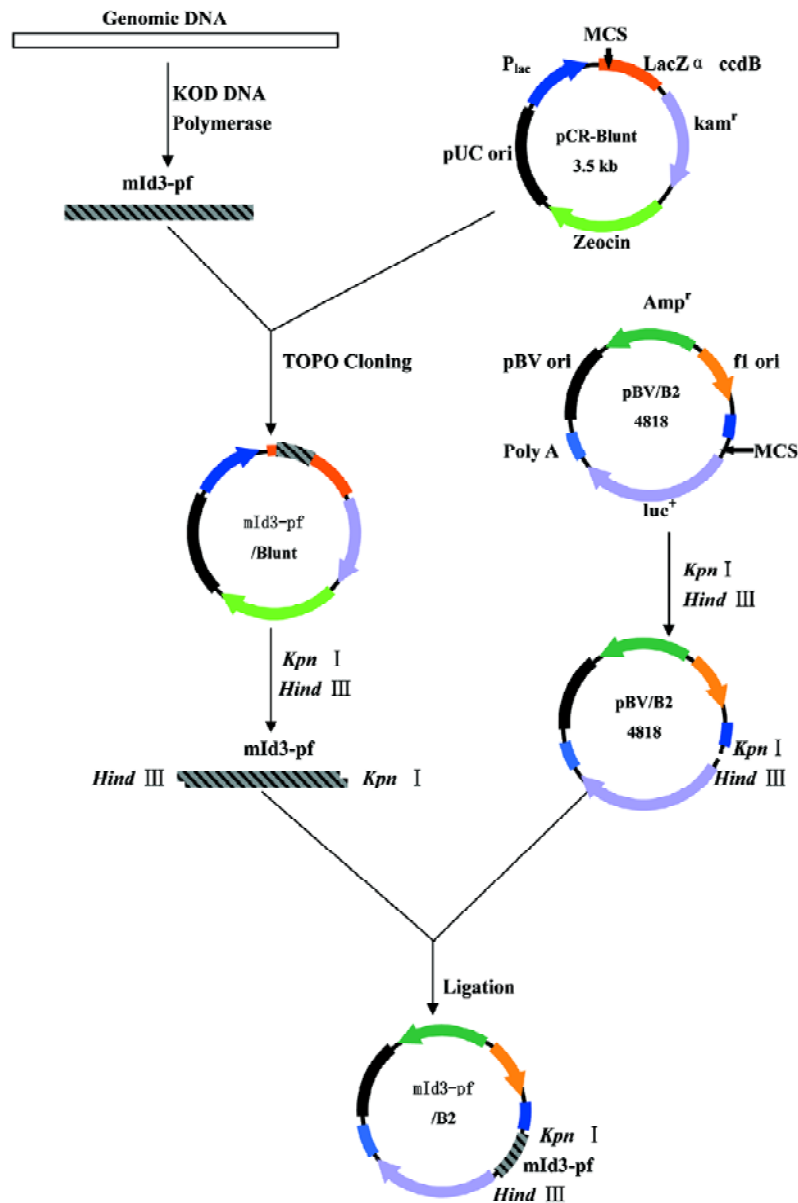 Genomic DNA
KOD DNA
Polymerase
mId3-pf
MCS
Plac
LacZ α ccdB
pUC ori
pCR-Blunt
3.5 kb
kamr
Zeocin
TOPO Cloning
Ampr
pBV ori
f1 ori
pBV/B2
4818
Poly A
MCS
luc+
mId3-pf
/Blunt
Kpn Ⅰ
Hind Ⅲ
Kpn Ⅰ
Hind Ⅲ
mId3-pf
Hind Ⅲ
Kpn Ⅰ
pBV/B2
4818
Kpn Ⅰ
Hind Ⅲ
Ligation
mId3-pf
/B2
Kpn Ⅰ
mId3-pf
Hind Ⅲ